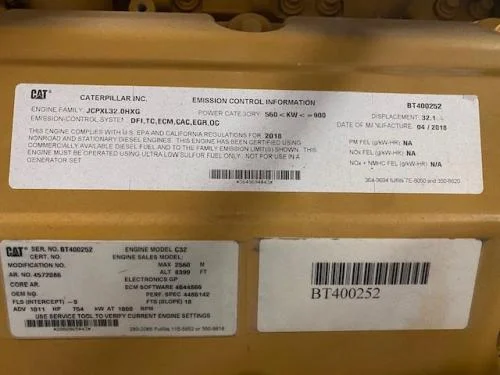 CAT CATERPILLAR INC. EMISSION CONTROL INFORMATION BT400252
ENGINE FAMILY: JCPXL32.0HXG POWER CATEGORY: 560 < KW <= 900 DISPLACEMENT: 32.1
EMISSION-CONTROL SYSTEM: DFI,TC,ECM,CAC,EGR,OC DATE OF MANUFACTURE: 04 / 2018
THIS ENGINE COMPLIES WITH U.S. EPA AND CALIFORNIA REGULATIONS FOR 2018
NONROAD AND STATIONARY DIESEL ENGINES. THIS ENGINE HAS BEEN CERTIFIED USING
COMMERCIALLY AVAILABLE DIESEL FUEL AND TO THE FAMILY EMISSION LIMIT(S).
ENGINE MUST BE OPERATED USING ULTRA LOW SULFUR FUEL ONLY. NOT FOR USE IN A
GENERATOR SET
PM FEL (g/kW-HR): NA
NOx FEL (g/kW-HR): NA
NOx + NMHC FEL (g/kW-HR): N/A
CAT SER. NO. BT400252 ENGINE MODEL C32
CERT. NO. ENGINE SALES MODEL:
MODIFICATION NO. MAX 2560 M
AR. NO. 4572086 ALT 8399 FT
CORE AR. ELECTRONICS GP
OEM NO. ECM SOFTWARE 4644866
FLS (INTERCEPT) -5 PERF. SPEC 4486142
ADV 1011 HP 754 kW AT 1800 RPM FTS (SLOPE) 18
USE SERVICE TOOL TO VERIFY CURRENT ENGINE SETTINGS
BT400252